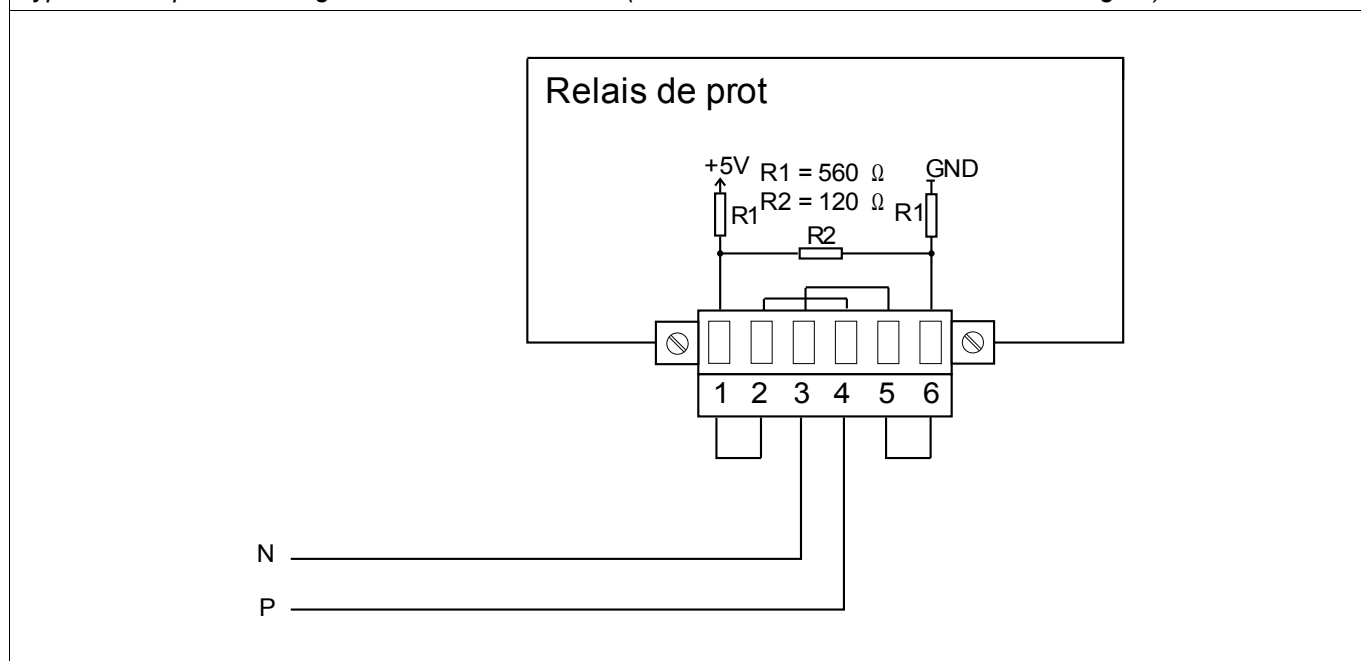 Relais de prot
+5V R1 = 560 Ω GND
R1 R2 = 120 Ω R1
R2
1 2 3 4 5 6
N
P